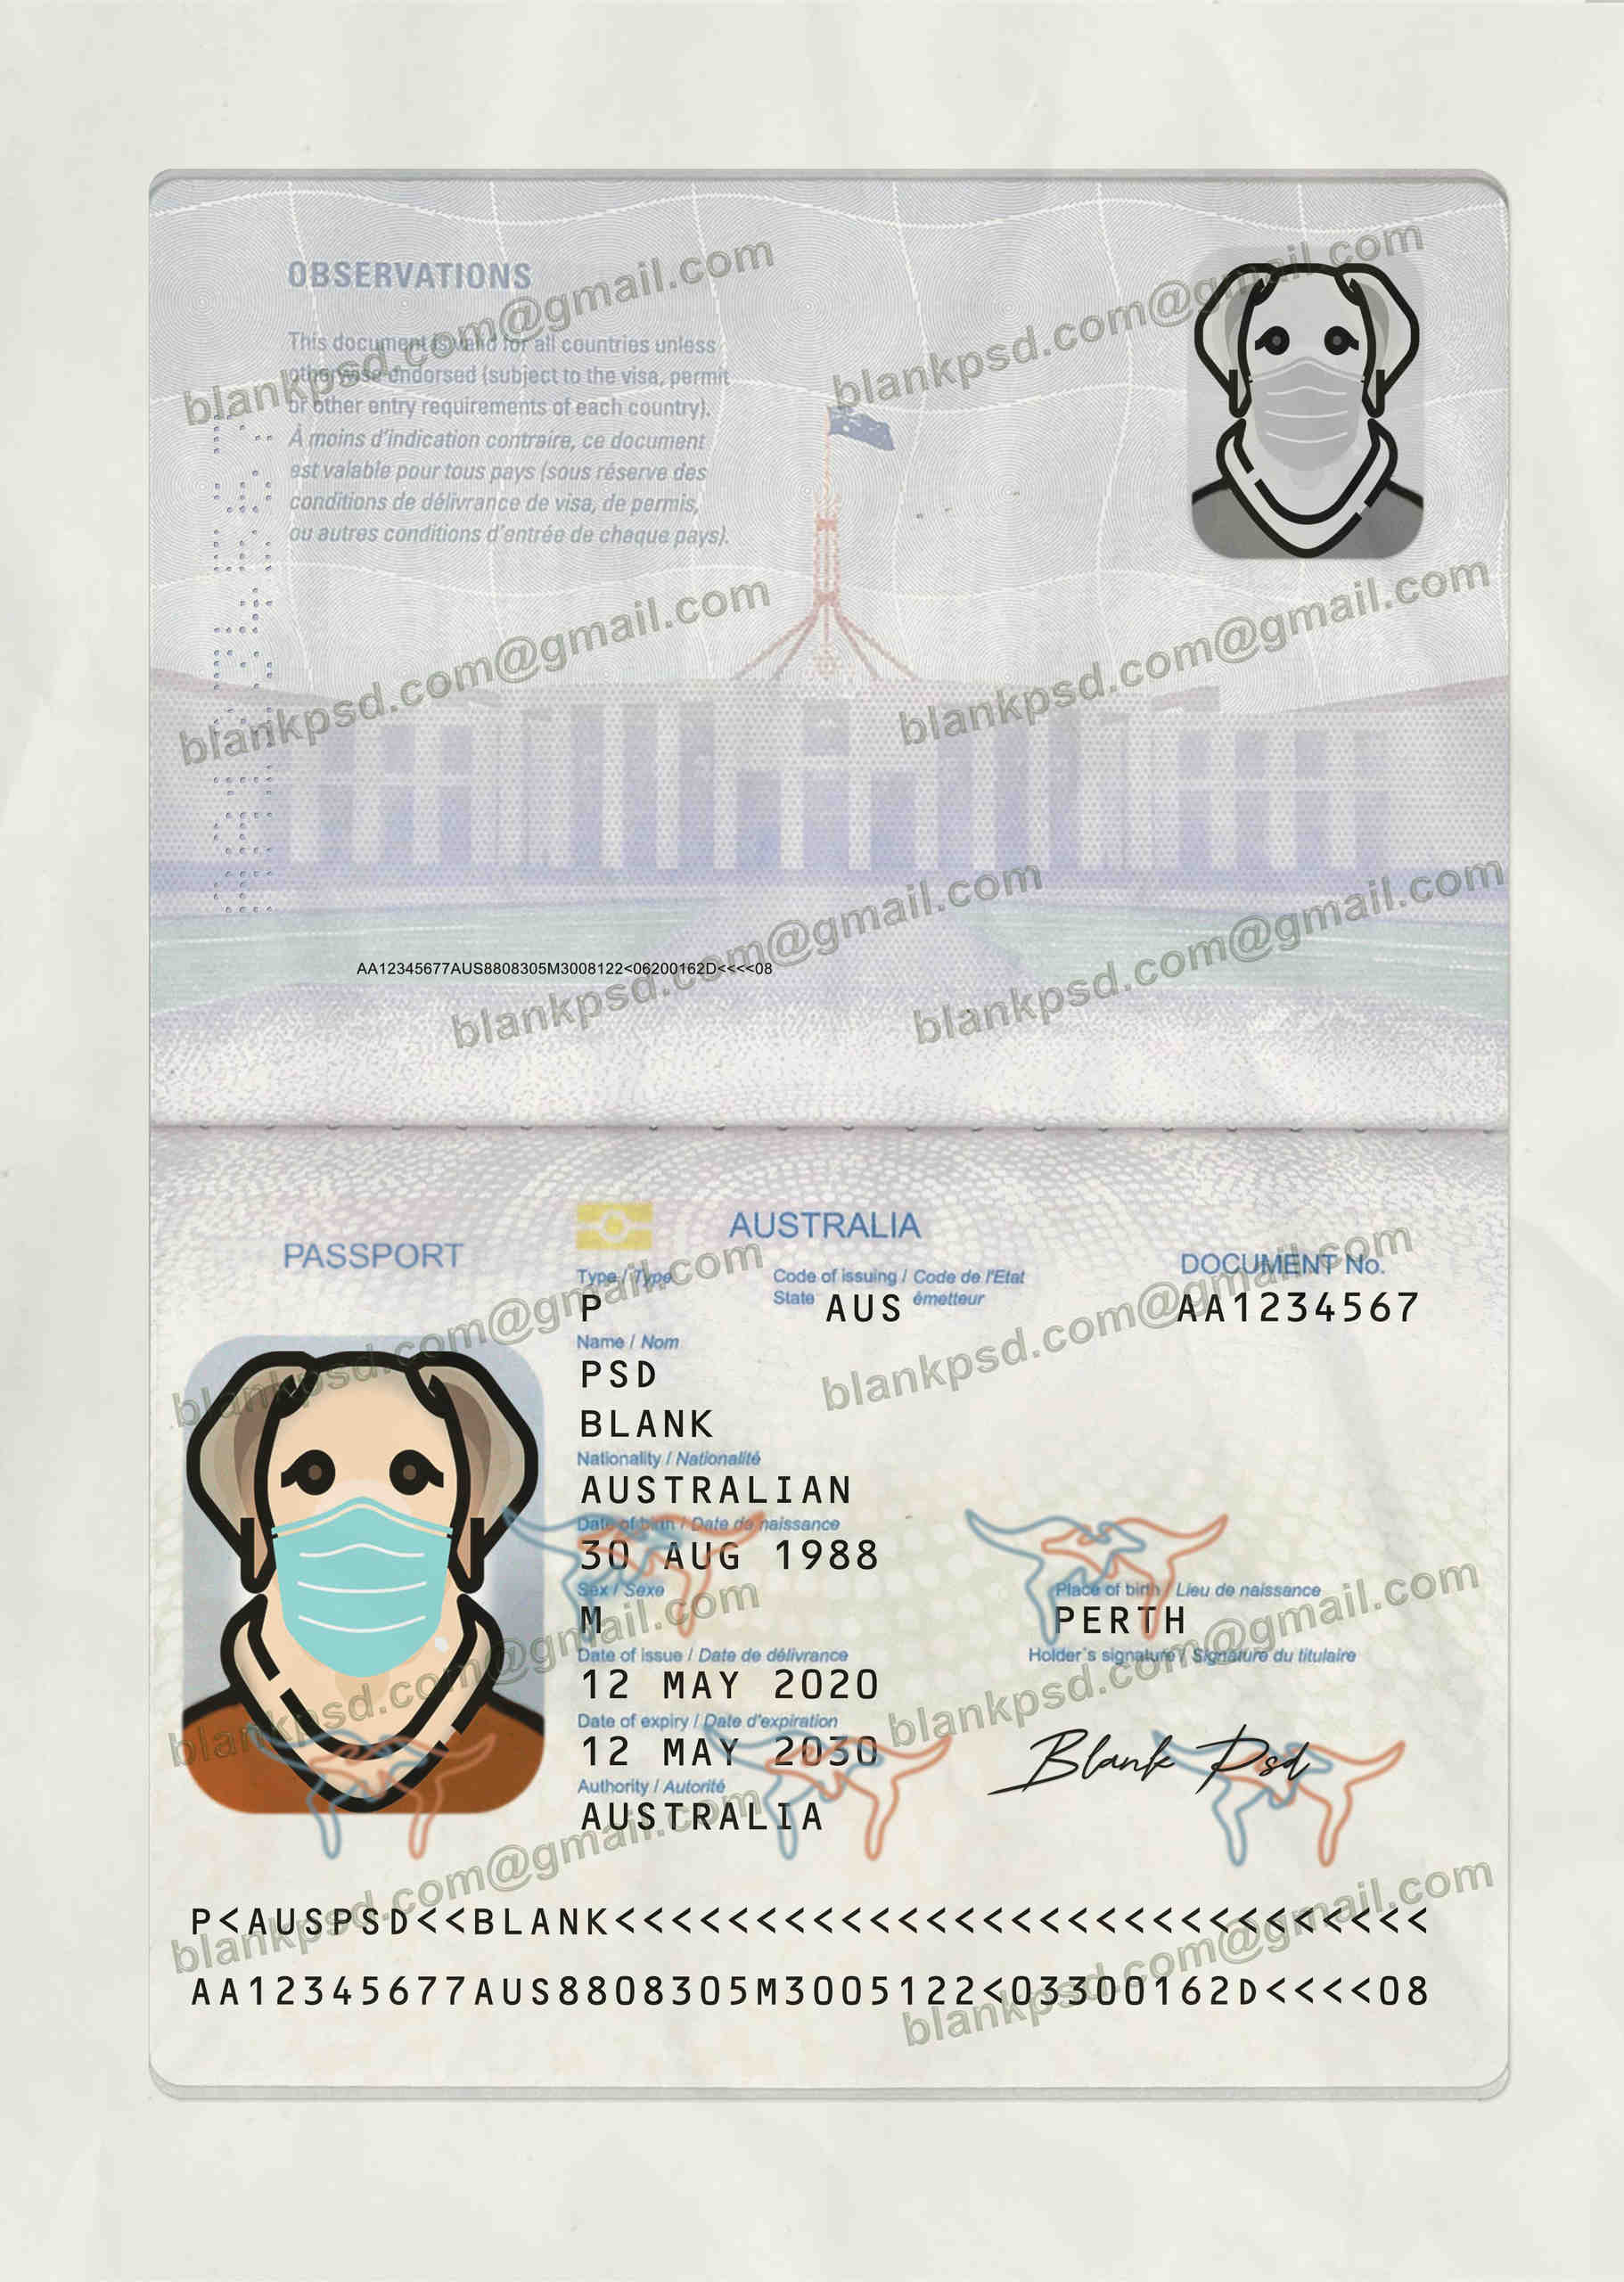 OBSERVATIONS
This document is valid for all countries unless
otherwise endorsed (subject to the visa, permit
or other entry requirements of each country).
À moins d'indication contraire, ce document
est valable pour tous pays (sous réserve des
conditions de délivrance de visa, de permis,
ou autres conditions d'entrée de chaque pays).
blankpsd.com@gmail.com
blankpsd.com@gmail.com
blankpsd.com@gmail.com
blankpsd.com@gmail.com
AA12345677AUS8808305M3008122<06200162D<<<<08
blankpsd.com@gmail.com
blankpsd.com@gmail.com
PASSPORT
AUSTRALIA
DOCUMENT No.
Type / Type
Code of issuing / Code de l'Etat
State émetteur
P
AUS
AA1234567
blankpsd.com@gmail.com
blankpsd.com@gmail.com
Name / Nom
PSD
BLANK
Nationality / Nationalité
AUSTRALIAN
Date of birth / Date de naissance
30 AUG 1988
Sex / Sexe
Place of birth / Lieu de naissance
M
PERTH
Date of issue / Date de délivrance
Holder's signature / Signature du titulaire
12 MAY 2020
blankpsd.com@gmail.com
blankpsd.com@gmail.com
Date of expiry / Date d'expiration
12 MAY 2030
Blank Psd
Authority / Autorité
AUSTRALIA
blankpsd.com@gmail.com
blankpsd.com@gmail.com
P<AUSPSD<<BLANK<<<<<<<<<<<<<<<<<<<<<<<<<<<<<
AA12345677AUS8808305M3005122<03300162D<<<<08